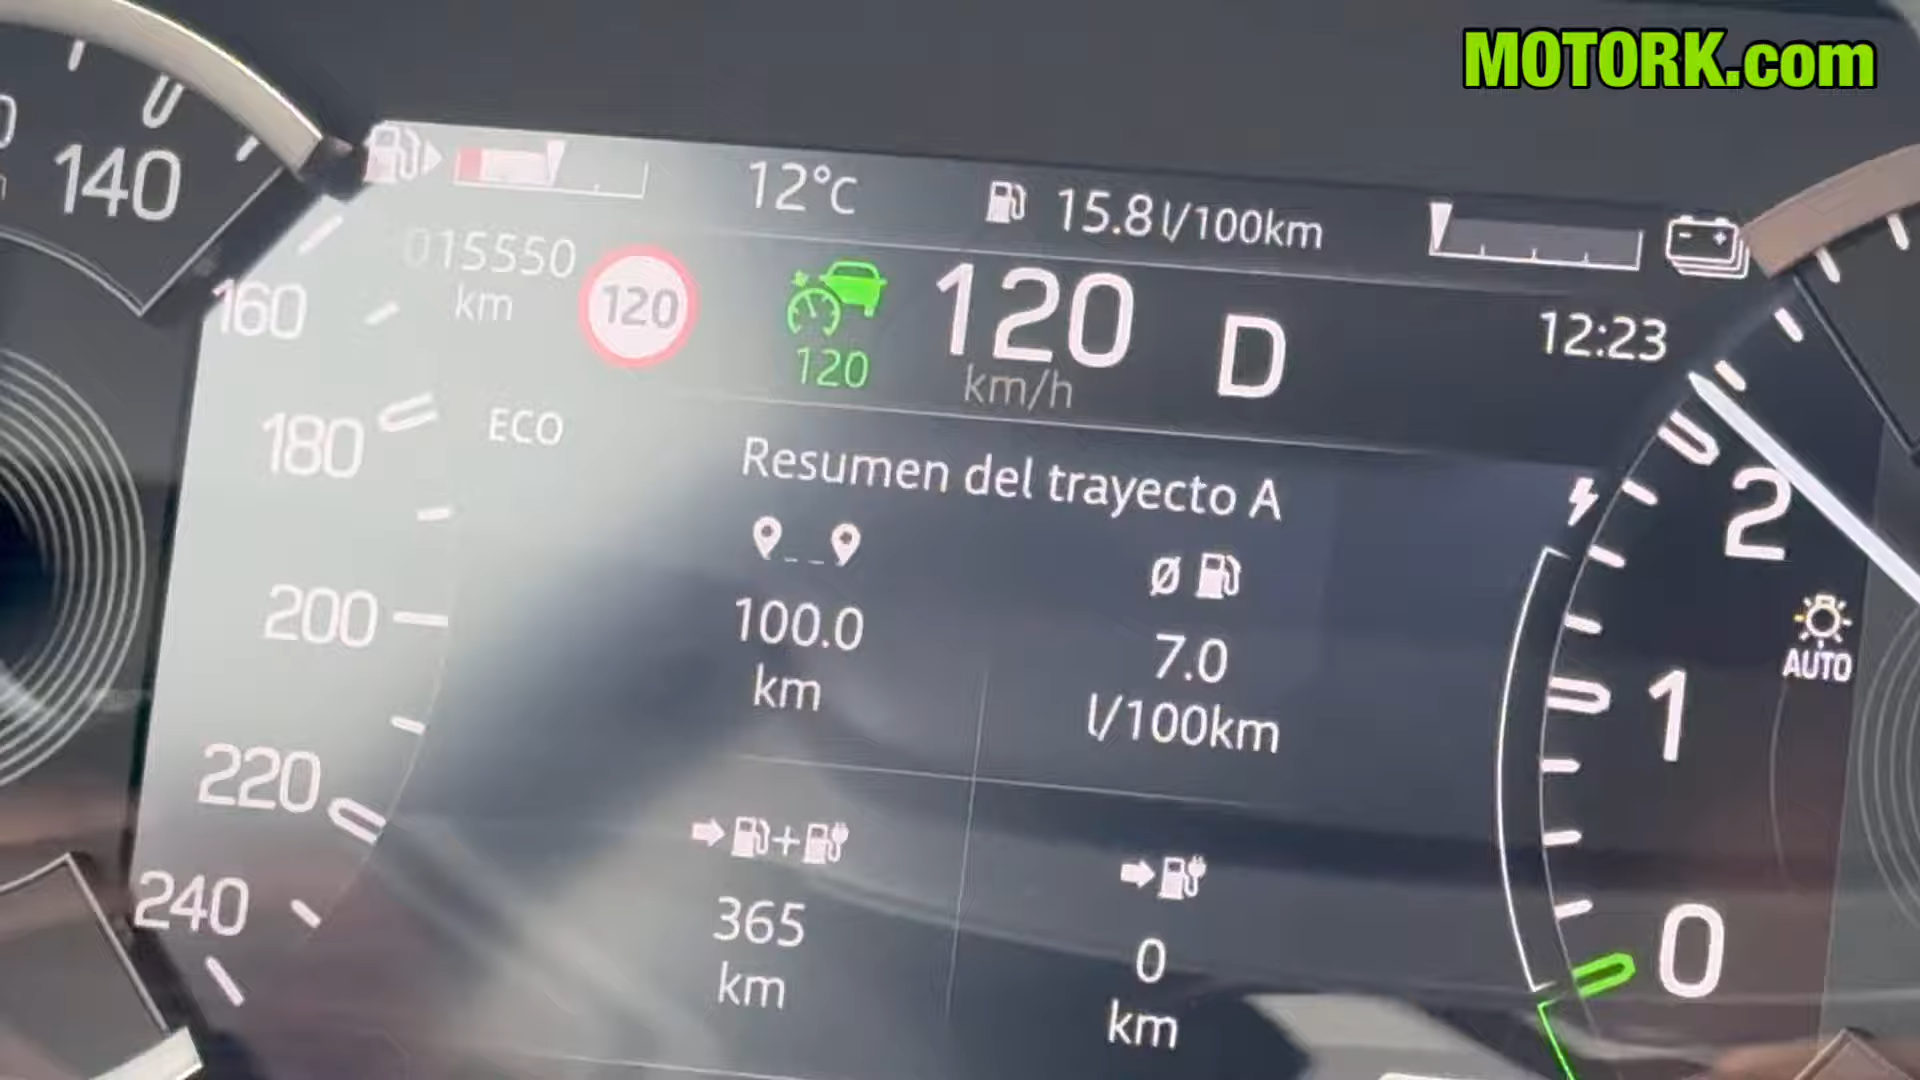 MOTORK.com
140
12°C
15.8 l/100km
015550
km
120
120
120
km/h
D
12:23
160
180
ECO
Resumen del trayecto A
2
100.0
km
Ø
7.0
l/100km
AUTO
200
1
220
+
365
km
0
km
240
0